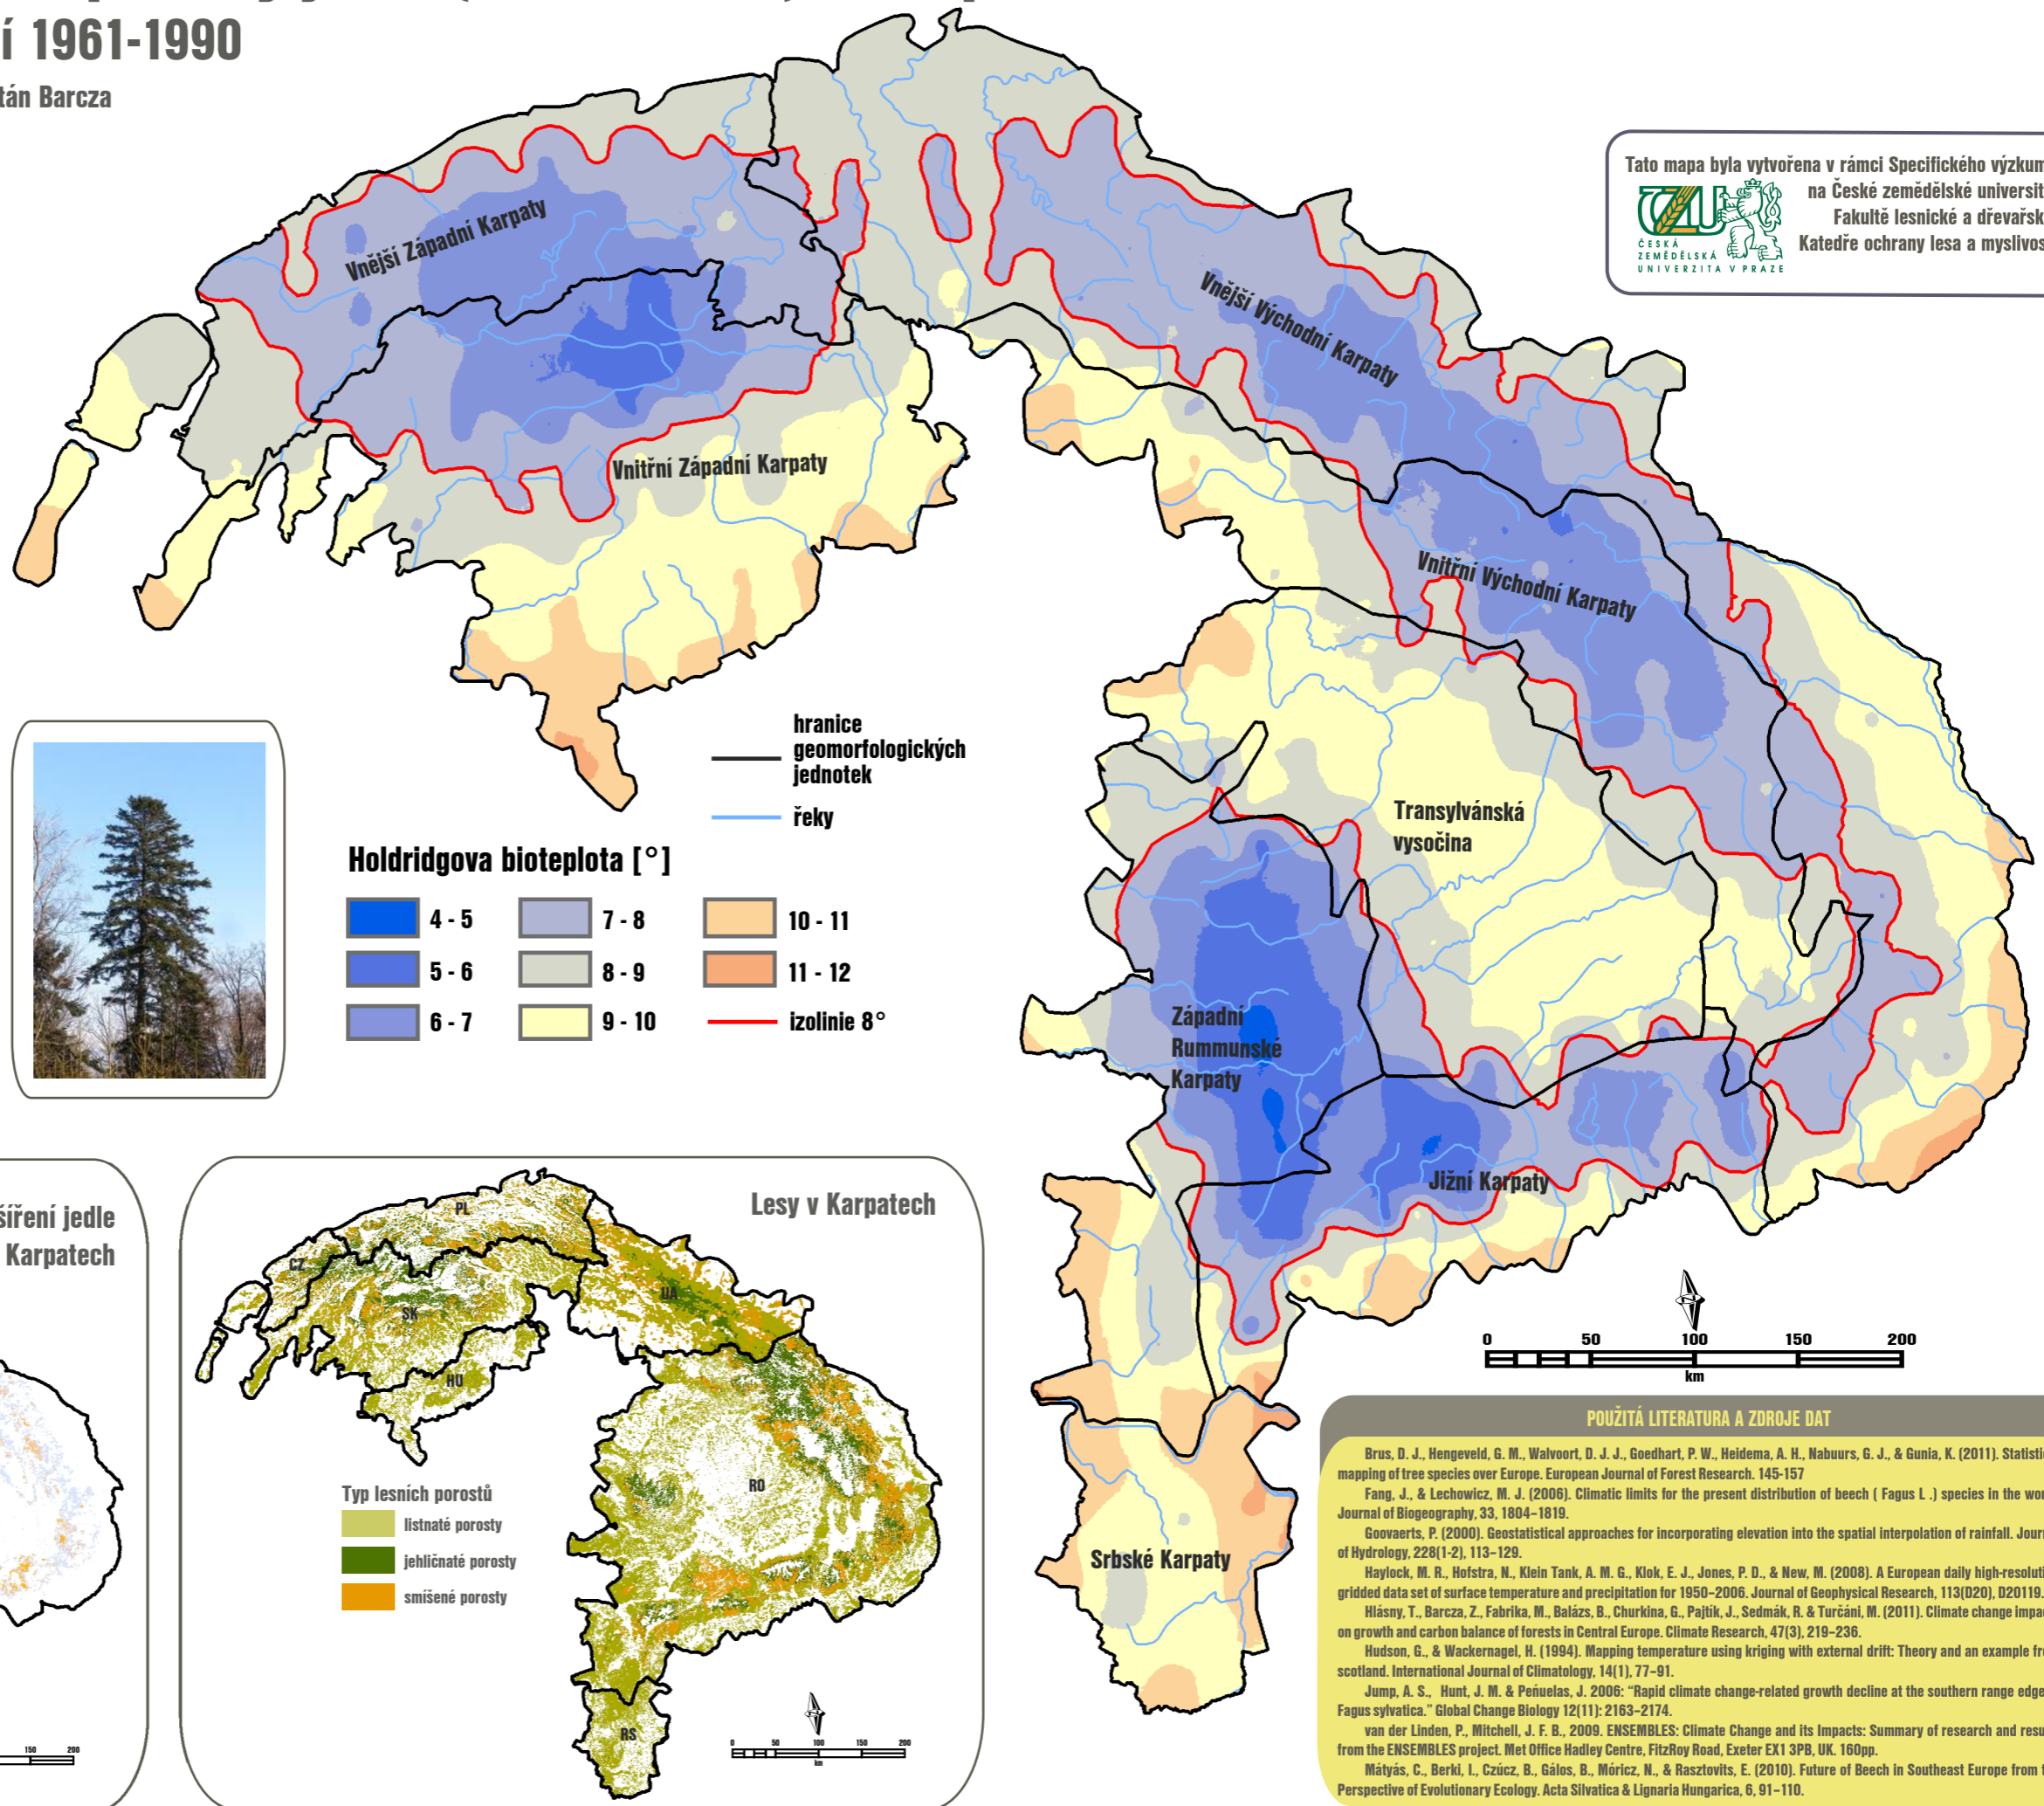 í 1961-1990
tán Barcza
Tato mapa byla vytvořena v rámci Specifického výzkum
na České zemědělské universit
Fakultě lesnické a dřevařsk
Katedře ochrany lesa a myslivos
ČZU
ČESKÁ
ZEMĚDĚLSKÁ
UNIVERZITA V PRAZE
Vnější Západní Karpaty
Vnější Východní Karpaty
Vnitřní Západní Karpaty
Vnitřní Východní Karpaty
Transylvánská
vysočina
Západní
Rummunské
Karpaty
Jižní Karpaty
Srbské Karpaty
hranice
geomorfologických
jednotek
řeky
Holdridgova bioteplota [°]
4 - 5
7 - 8
10 - 11
5 - 6
8 - 9
11 - 12
6 - 7
9 - 10
izolinie 8°
0 50 100 150 200
km
šíření jedle
Karpatech
150 200
Lesy v Karpatech
PL
CZ
SK
UA
HU
RO
RS
Typ lesních porostů
listnaté porosty
jehličnaté porosty
smíšené porosty
0 50 100 150 200
km
POUŽITÁ LITERATURA A ZDROJE DAT
Brus, D. J., Hengeveld, G. M., Walvoort, D. J. J., Goedhart, P. W., Heidema, A. H., Nabuurs, G. J., & Gunia, K. (2011). Statisti
mapping of tree species over Europe. European Journal of Forest Research. 145-157
Fang, J., & Lechowicz, M. J. (2006). Climatic limits for the present distribution of beech ( Fagus L .) species in the wor
Journal of Biogeography, 33, 1804–1819.
Goovaerts, P. (2000). Geostatistical approaches for incorporating elevation into the spatial interpolation of rainfall. Journ
of Hydrology, 228(1-2), 113–129.
Haylock, M. R., Hofstra, N., Klein Tank, A. M. G., Klok, E. J., Jones, P. D., & New, M. (2008). A European daily high-resoluti
gridded data set of surface temperature and precipitation for 1950–2006. Journal of Geophysical Research, 113(D20), D20119.
Hlásny, T., Barcza, Z., Fabrika, M., Balázs, B., Churkina, G., Pajtík, J., Sedmák, R. & Turčáni, M. (2011). Climate change impac
on growth and carbon balance of forests in Central Europe. Climate Research, 47(3), 219–236.
Hudson, G., & Wackernagel, H. (1994). Mapping temperature using kriging with external drift: Theory and an example fr
scotland. International Journal of Climatology, 14(1), 77–91.
Jump, A. S., Hunt, J. M. & Peńuelas, J. 2006: “Rapid climate change-related growth decline at the southern range edge
Fagus sylvatica.” Global Change Biology 12(11): 2163–2174.
van der Linden, P., Mitchell, J. F. B., 2009. ENSEMBLES: Climate Change and its Impacts: Summary of research and resu
from the ENSEMBLES project. Met Office Hadley Centre, FitzRoy Road, Exeter EX1 3PB, UK. 160pp.
Mátyás, C., Berki, I., Czúcz, B., Gálos, B., Móricz, N., & Rasztovits, E. (2010). Future of Beech in Southeast Europe from t
Perspective of Evolutionary Ecology. Acta Silvatica & Lignaria Hungarica, 6, 91–110.